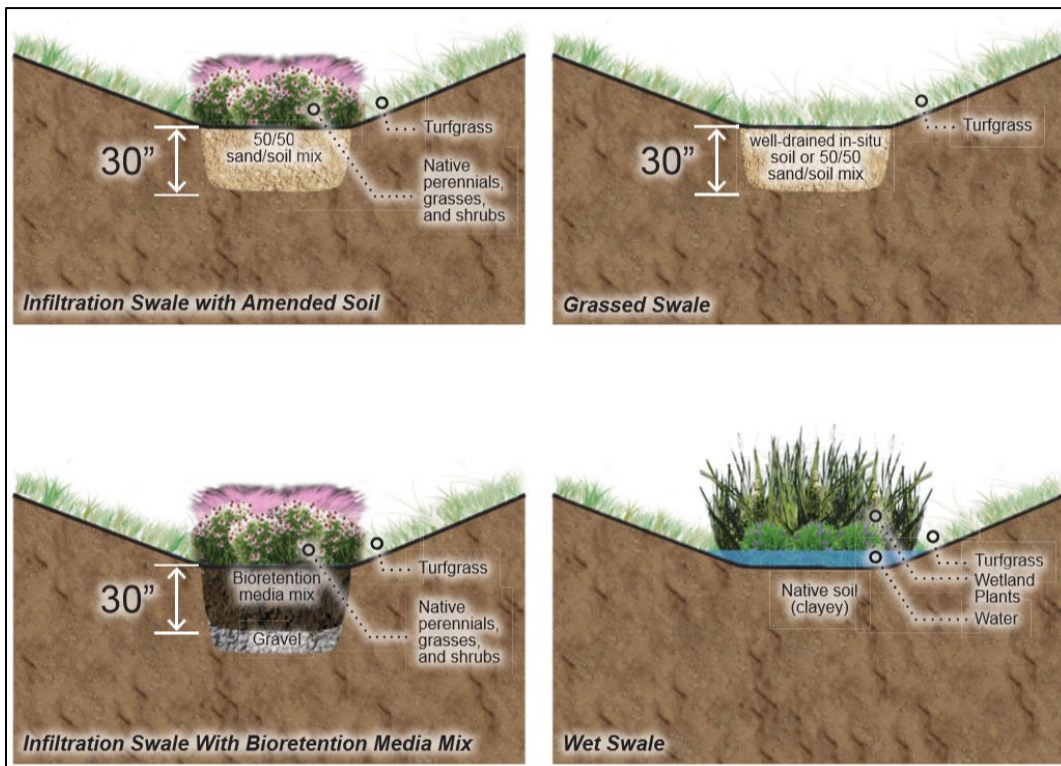 30”
50/50
sand/soil mix
Turfgrass
Native
perennials,
grasses,
and shrubs
Infiltration Swale with Amended Soil
30”
well-drained in-situ
soil or 50/50
sand/soil mix
Turfgrass
Grassed Swale
30”
Bioretention
media mix
Gravel
Turfgrass
Native
perennials,
grasses,
and shrubs
Infiltration Swale With Bioretention Media Mix
Native soil
(clayey)
Turfgrass
Wetland
Plants
Water
Wet Swale